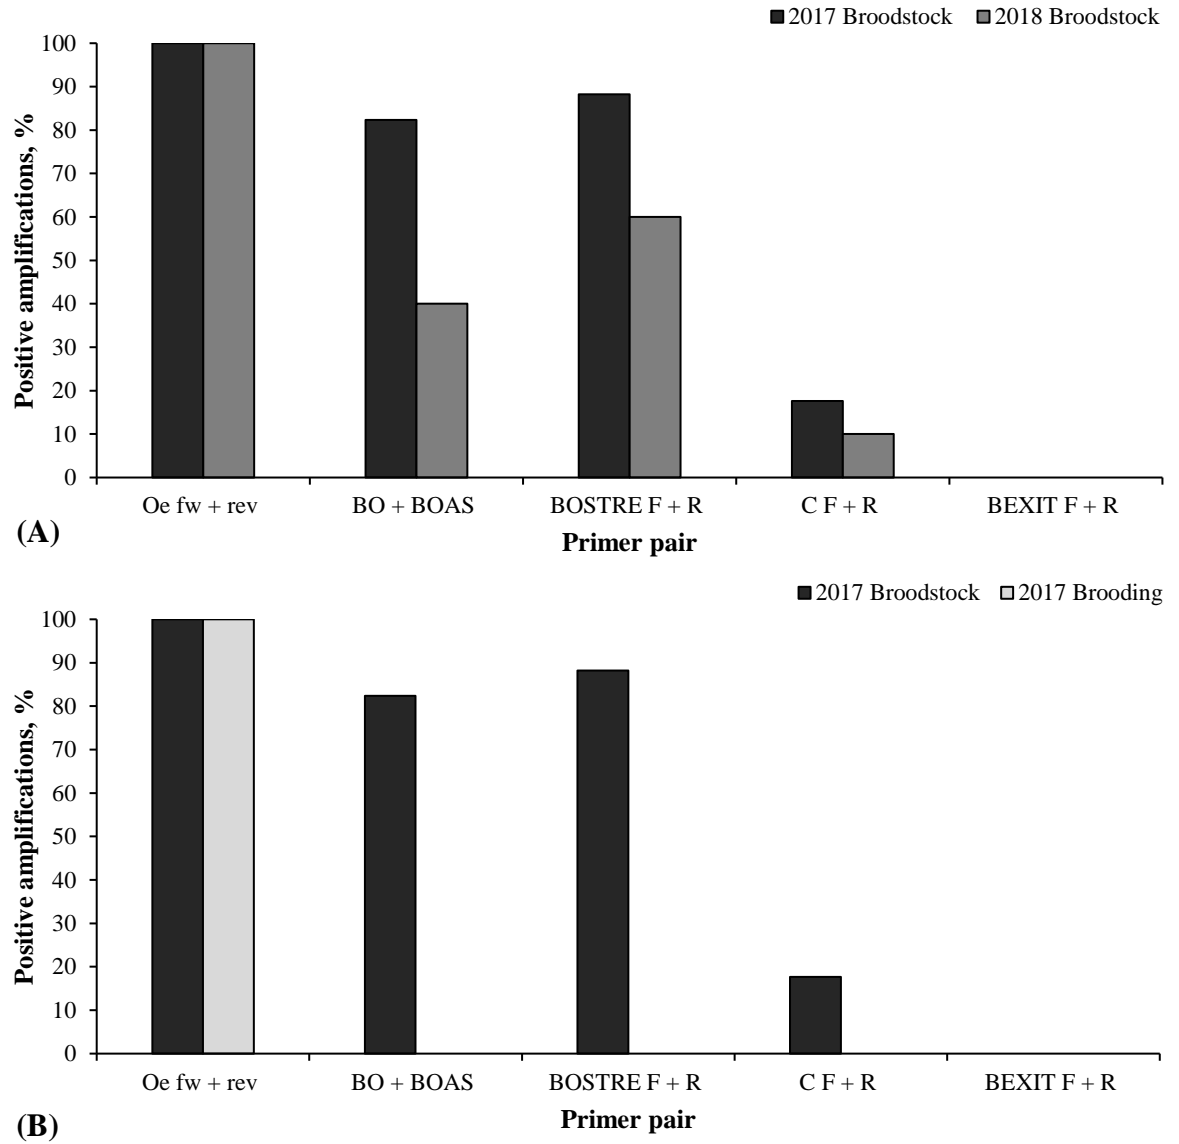 2017 Broodstock 2018 Broodstock
Positive amplifications, %
100
90
80
70
60
50
40
30
20
10
0
Oe fw + rev BO + BOAS BOSTRE F + R C F + R BEXIT F + R
(A)
Primer pair
2017 Broodstock 2017 Brooding
Positive amplifications, %
100
90
80
70
60
50
40
30
20
10
0
Oe fw + rev BO + BOAS BOSTRE F + R C F + R BEXIT F + R
(B)
Primer pair